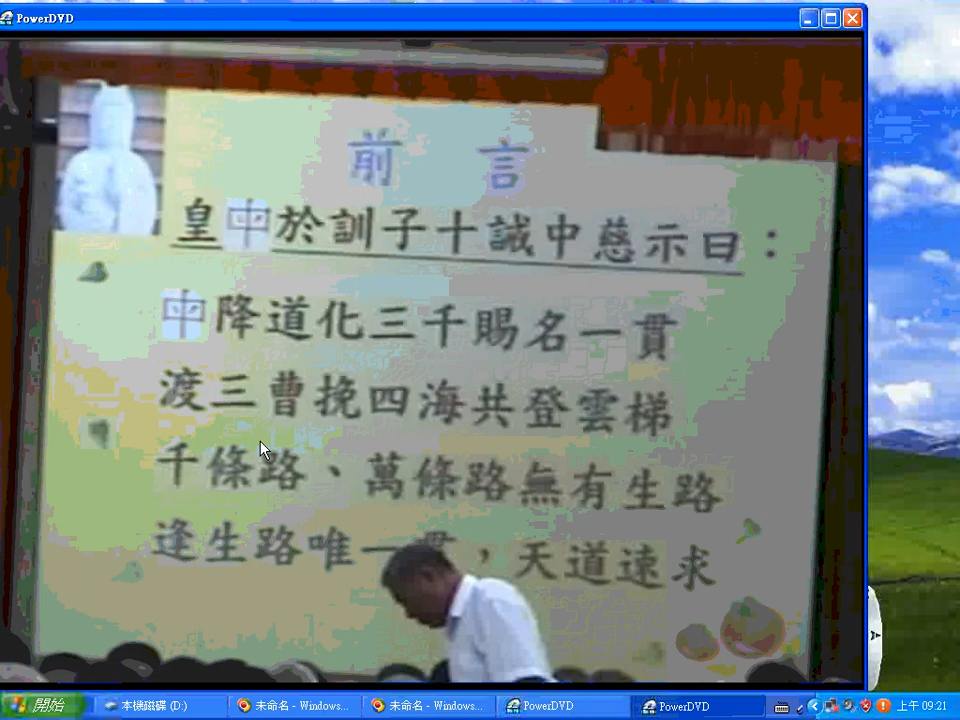 PowerDVD
前言
皇中於訓子十誡中慈示曰：
中降道化三千賜名一貫
渡三曹挽四海共登雲梯
千條路、萬條路無有生路
逢生路唯一貫，天道速求
開始 本機磁碟 (D:) 未命名 - Windows... 未命名 - Windows... PowerDVD PowerDVD 上午 09:21